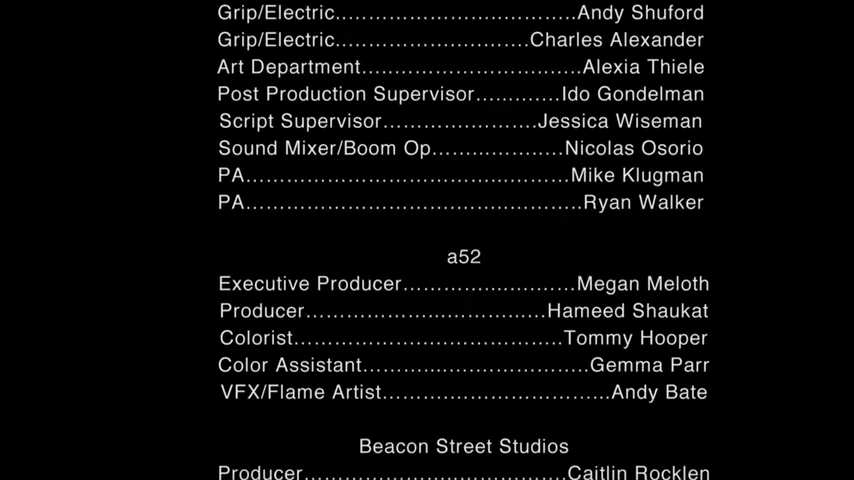 Grip/Electric.................................Andy Shuford
Grip/Electric..........................Charles Alexander
Art Department..............................Alexia Thiele
Post Production Supervisor............Ido Gondelman
Script Supervisor......................Jessica Wiseman
Sound Mixer/Boom Op..................Nicolas Osorio
PA............................................Mike Klugman
PA..............................................Ryan Walker
a52
Executive Producer........................Megan Meloth
Producer.................................Hameed Shaukat
Colorist.....................................Tommy Hooper
Color Assistant...............................Gemma Parr
VFX/Flame Artist...............................Andy Bate
Beacon Street Studios
Producer...................................Caitlin Rocklen